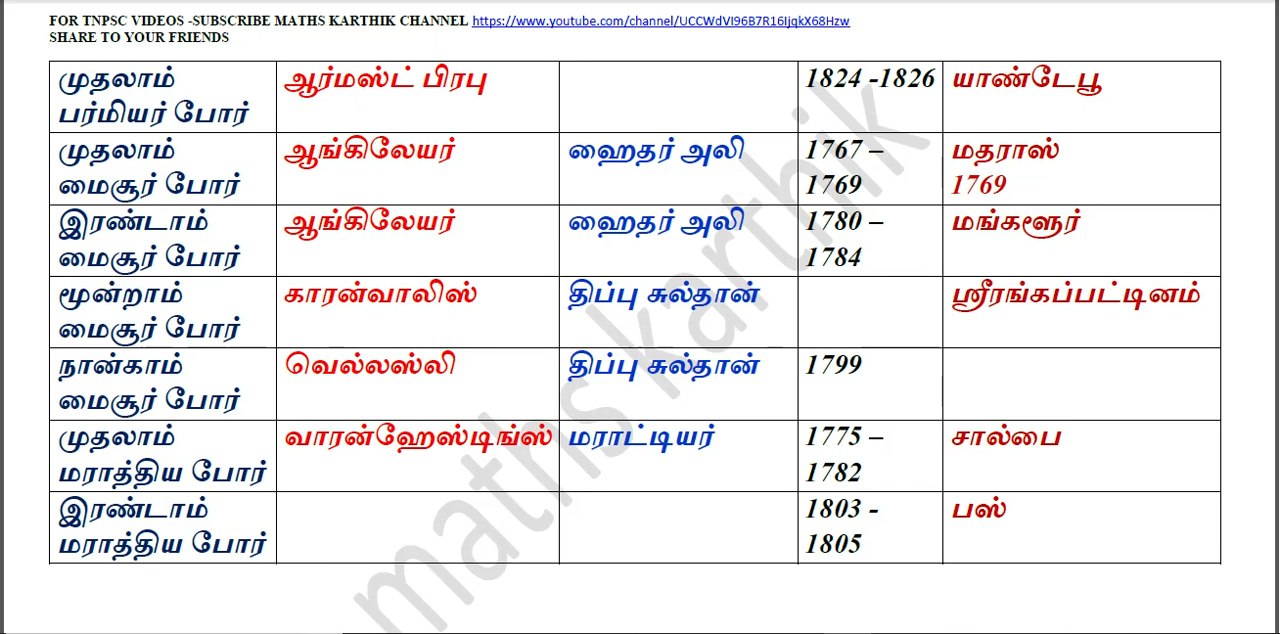 FOR TNPSC VIDEOS -SUBSCRIBE MATHS KARTHIK CHANNEL https://www.youtube.com/channel/UCCWdVI96B7R16IjqkX68Hzw
SHARE TO YOUR FRIENDS
முதலாம் ஆர்மஸ்ட் பிரபு 1824 -1826 யாண்டேபூ
பர்மியர் போர்
முதலாம் ஆங்கிலேயர் ஹைதர் அலி 1767 – மதராஸ்
மைசூர் போர் 1769 1769
இரண்டாம் ஆங்கிலேயர் ஹைதர் அலி 1780 – மங்களூர்
மைசூர் போர் 1784
மூன்றாம் காரன்வாலிஸ் திப்பு சுல்தான் ஸ்ரீரங்கப்பட்டினம்
மைசூர் போர்
நான்காம் வெல்லஸ்லி திப்பு சுல்தான் 1799
மைசூர் போர்
முதலாம் வாரன்ஹேஸ்டிங்ஸ் மராட்டியர் 1775 – சால்பை
மராத்திய போர் 1782
இரண்டாம் 1803 - பஸ்
மராத்திய போர் 1805
maths karthik